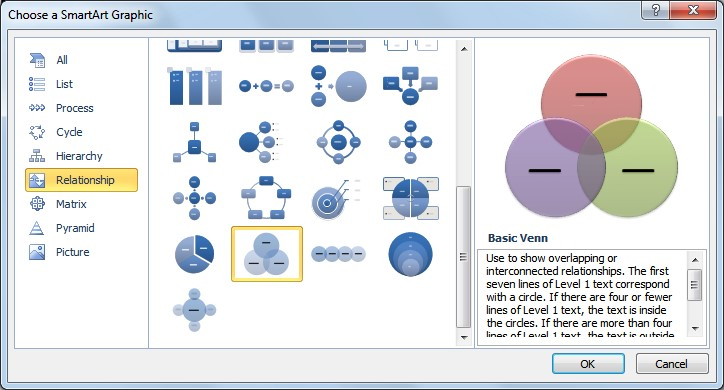 Choose a SmartArt Graphic
All
List
Process
Cycle
Hierarchy
Relationship
Matrix
Pyramid
Picture
Basic Venn
Use to show overlapping or
interconnected relationships. The first
seven lines of Level 1 text correspond
with a circle. If there are four or fewer
lines of Level 1 text, the text is inside
the circles. If there are more than four
lines of Level 1 text, the text is outside
OK
Cancel